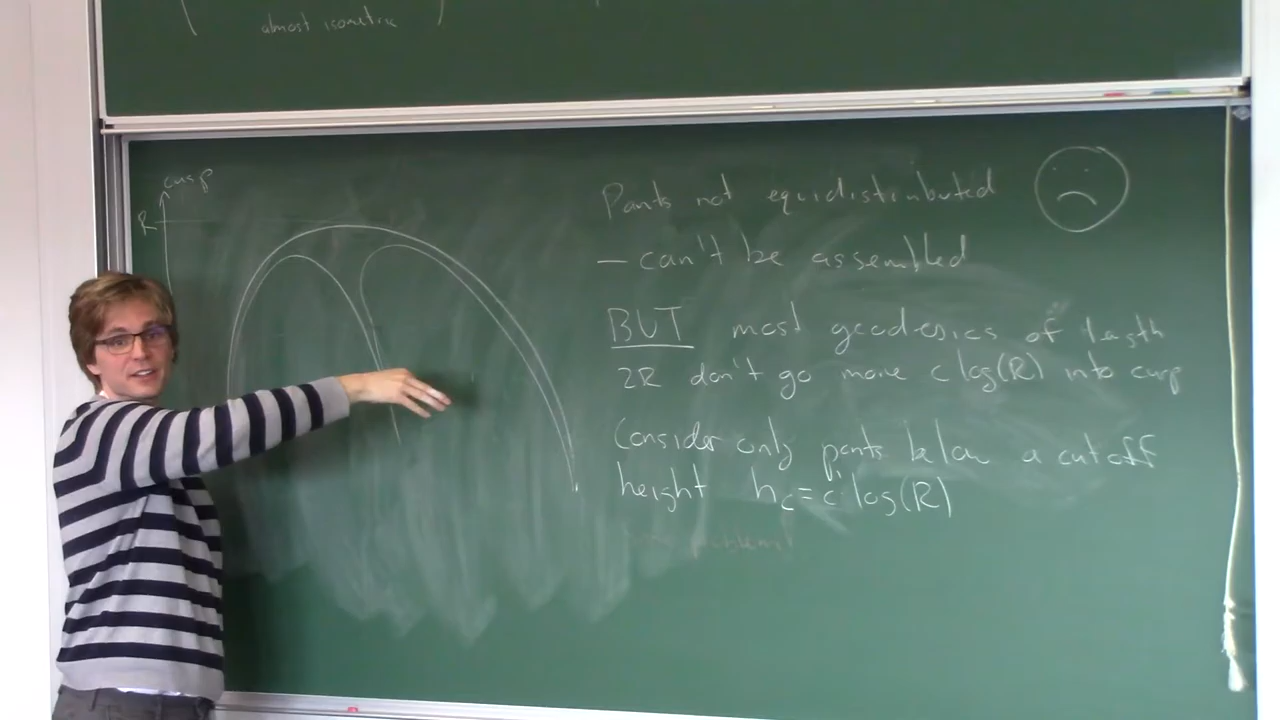 almost isometric
cusp
R
Pants not equidistributed
— can't be assembled
BUT most geodesics of length
2R don't go more c log(R) into cusp
Consider only pants below a cutoff
height h_c = c' log(R)
problem!